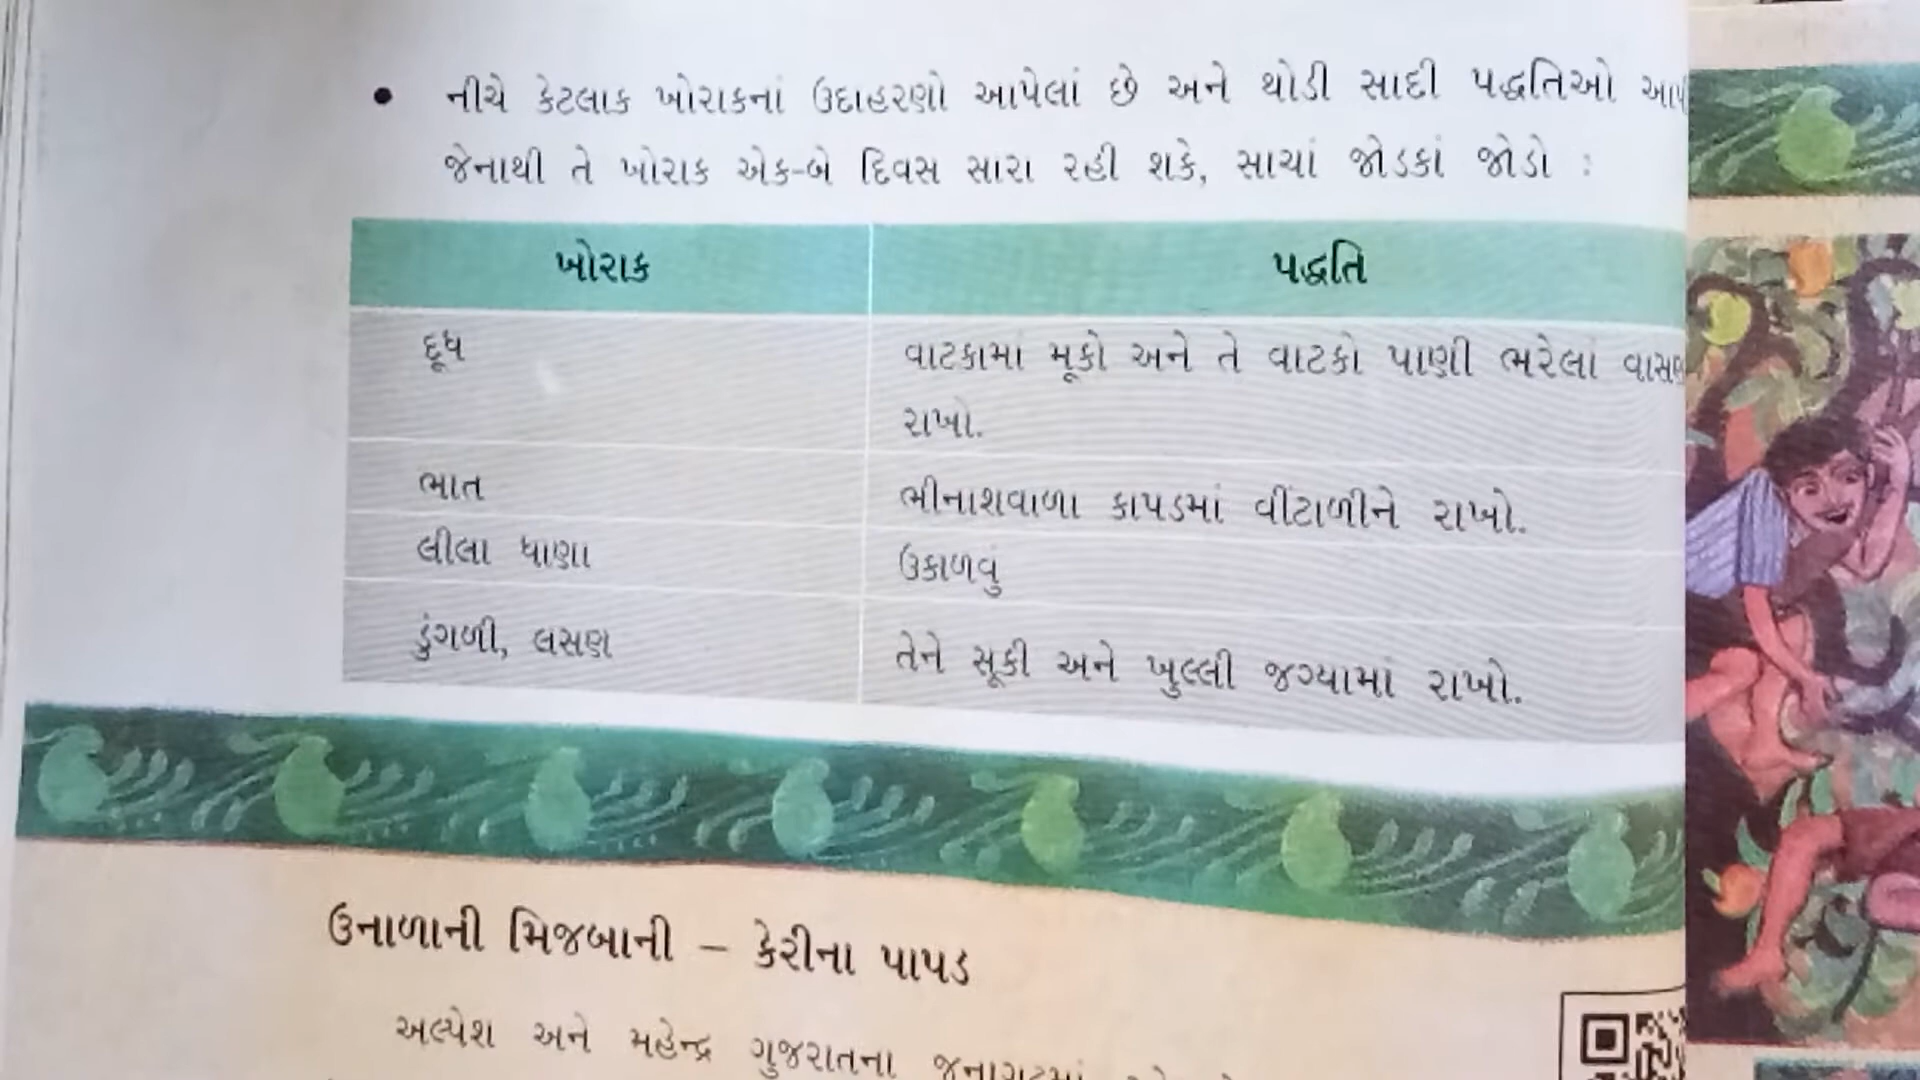 • નીચે કેટલાક ખોરાકનાં ઉદાહરણો આપેલાં છે અને થોડી સાદી પદ્ધતિઓ
જેનાથી તે ખોરાક એક-બે દિવસ સારા રહી શકે, સાચાં જોડકાં જોડો :
ખોરાક પદ્ધતિ
દૂધ વાટકામાં મૂકો અને તે વાટકો પાણી ભરેલાં
રાખો.
ભાત ભીનાશવાળા કાપડમાં વીંટાળીને રાખો.
લીલા ધાણા ઉકાળવું
ડુંગળી, લસણ તેને સૂકી અને ખુલ્લી જગ્યામાં રાખો.
ઉનાળાની મિજબાની – કેરીના પાપડ
અલ્પેશ અને મહેન્દ્ર ગુજરાતના